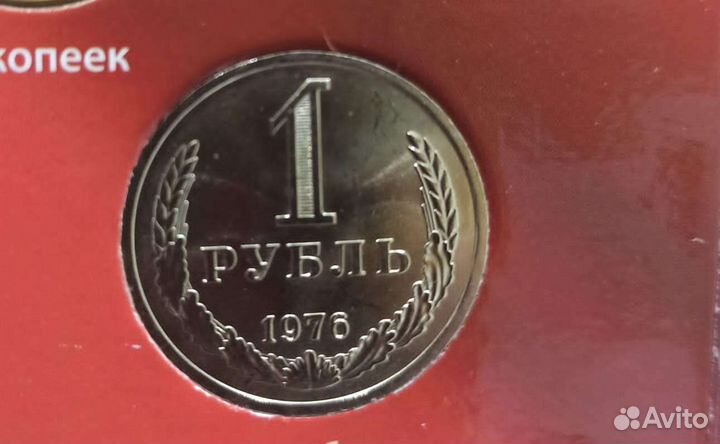 копеек
1
РУБЛЬ
1976
Avito